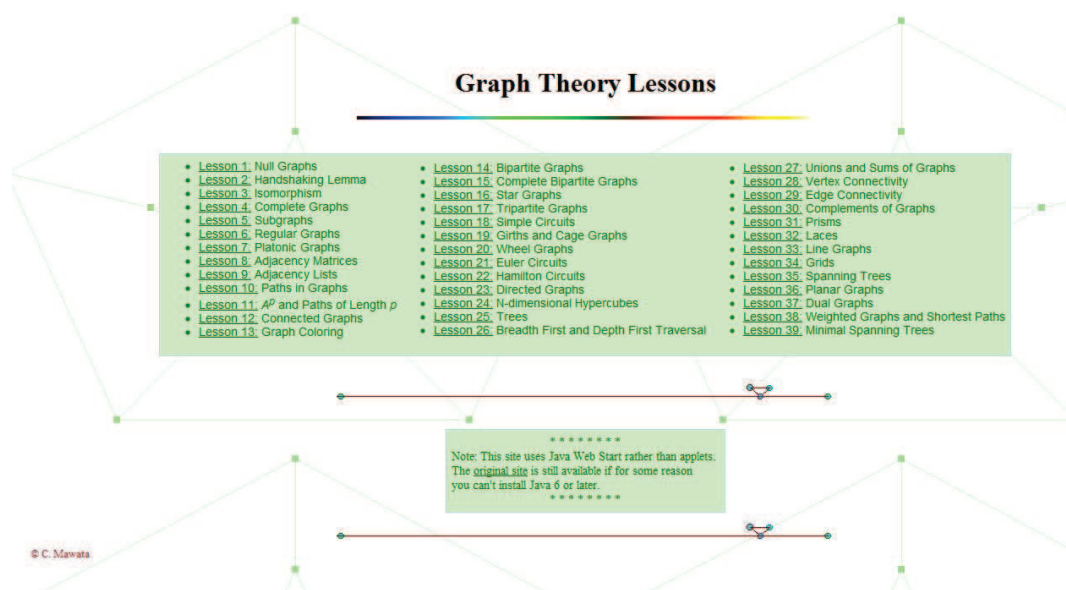 Graph Theory Lessons
Lesson 1: Null Graphs
Lesson 2: Handshaking Lemma
Lesson 3: Isomorphism
Lesson 4: Complete Graphs
Lesson 5: Subgraphs
Lesson 6: Regular Graphs
Lesson 7: Platonic Graphs
Lesson 8: Adjacency Matrices
Lesson 9: Adjacency Lists
Lesson 10: Paths in Graphs
Lesson 11: Aᵖ and Paths of Length p
Lesson 12: Connected Graphs
Lesson 13: Graph Coloring
Lesson 14: Bipartite Graphs
Lesson 15: Complete Bipartite Graphs
Lesson 16: Star Graphs
Lesson 17: Tripartite Graphs
Lesson 18: Simple Circuits
Lesson 19: Girths and Cage Graphs
Lesson 20: Wheel Graphs
Lesson 21: Euler Circuits
Lesson 22: Hamilton Circuits
Lesson 23: Directed Graphs
Lesson 24: N-dimensional Hypercubes
Lesson 25: Trees
Lesson 26: Breadth First and Depth First Traversal
Lesson 27: Unions and Sums of Graphs
Lesson 28: Vertex Connectivity
Lesson 29: Edge Connectivity
Lesson 30: Complements of Graphs
Lesson 31: Prisms
Lesson 32: Laces
Lesson 33: Line Graphs
Lesson 34: Grids
Lesson 35: Spanning Trees
Lesson 36: Planar Graphs
Lesson 37: Dual Graphs
Lesson 38: Weighted Graphs and Shortest Paths
Lesson 39: Minimal Spanning Trees
* * * * * * * *
Note: This site uses Java Web Start rather than applets.
The original site is still available if for some reason
you can't install Java 6 or later.
* * * * * * * *
© C. Mawata